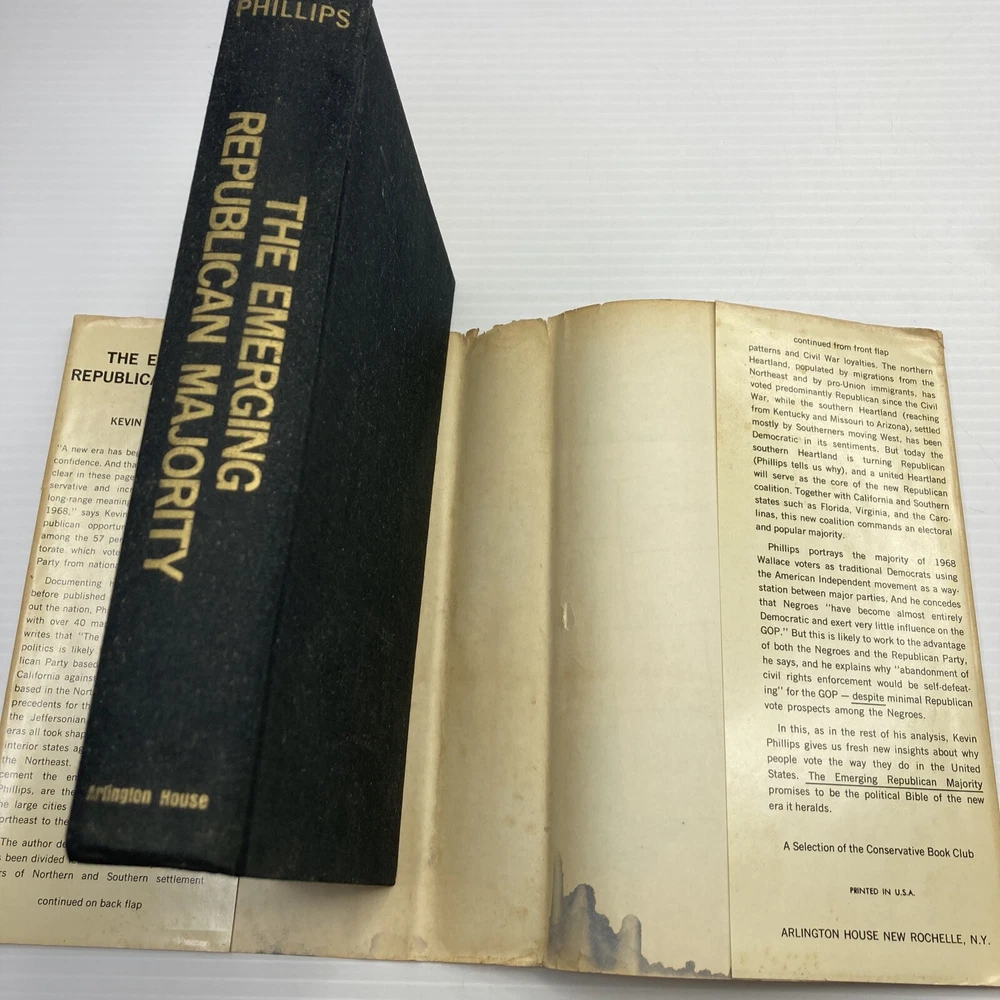 PHILLIPS
THE EMERGING
REPUBLICAN MAJORITY
Arlington House
THE E
REPUBLICA
KEVIN
"A new era has beg
confidence. And tha
clear in these page
servative and incr
long-range meanin
1968," says Kevin
publican opportun
among the 57 per
torate which vote
Party from nation
Documenting h
before published
out the nation, Ph
with over 40 ma
writes that "The
politics is likely
lican Party based
California agains
based in the Nort
precedents for th
the Jeffersonian
eras all took shap
interior states ag
the Northeast.
cement the en
Phillips, are the
he large cities
ortheast to the
The author de
s been divided
rs of Northern and Southern settlement
continued on back flap
continued from front flap
patterns and Civil War loyalties. The northern
Heartland, populated by migrations from the
Northeast and by pro-Union immigrants, has
voted predominantly Republican since the Civil
War, while the southern Heartland (reaching
from Kentucky and Missouri to Arizona), settled
mostly by Southerners moving West, has been
Democratic in its sentiments. But today the
southern Heartland is turning Republican
(Phillips tells us why), and a united Heartland
will serve as the core of the new Republican
coalition. Together with California and Southern
states such as Florida, Virginia, and the Caro-
linas, this new coalition commands an electoral
and popular majority.
Phillips portrays the majority of 1968
Wallace voters as traditional Democrats using
the American Independent movement as a way-
station between major parties. And he concedes
that Negroes "have become almost entirely
Democratic and exert very little influence on the
GOP." But this is likely to work to the advantage
of both the Negroes and the Republican Party,
he says, and he explains why "abandonment of
civil rights enforcement would be self-defeat-
ing" for the GOP — despite minimal Republican
vote prospects among the Negroes.
In this, as in the rest of his analysis, Kevin
Phillips gives us fresh new insights about why
people vote the way they do in the United
States. The Emerging Republican Majority
promises to be the political Bible of the new
era it heralds.
A Selection of the Conservative Book Club
PRINTED IN U.S.A.
ARLINGTON HOUSE NEW ROCHELLE, N.Y.